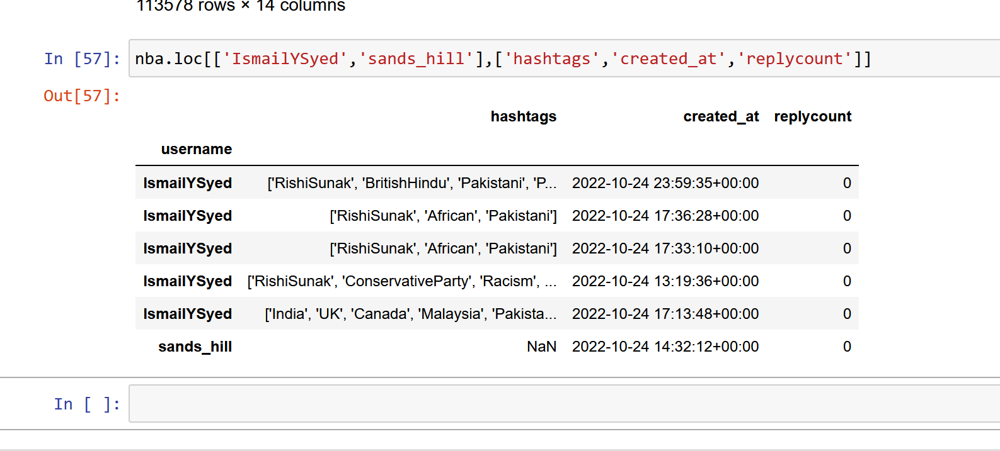 113578 rows × 14 columns
In [57]: nba.loc[['IsmailYSyed','sands_hill'],['hashtags','created_at','replycount']]
Out[57]:
hashtags created_at replycount
username
IsmailYSyed ['RishiSunak', 'BritishHindu', 'Pakistani', 'P... 2022-10-24 23:59:35+00:00 0
IsmailYSyed ['RishiSunak', 'African', 'Pakistani'] 2022-10-24 17:36:28+00:00 0
IsmailYSyed ['RishiSunak', 'African', 'Pakistani'] 2022-10-24 17:33:10+00:00 0
IsmailYSyed ['RishiSunak', 'ConservativeParty', 'Racism', ... 2022-10-24 13:19:36+00:00 0
IsmailYSyed ['India', 'UK', 'Canada', 'Malaysia', 'Pakista... 2022-10-24 17:13:48+00:00 0
sands_hill NaN 2022-10-24 14:32:12+00:00 0
In [ ]: